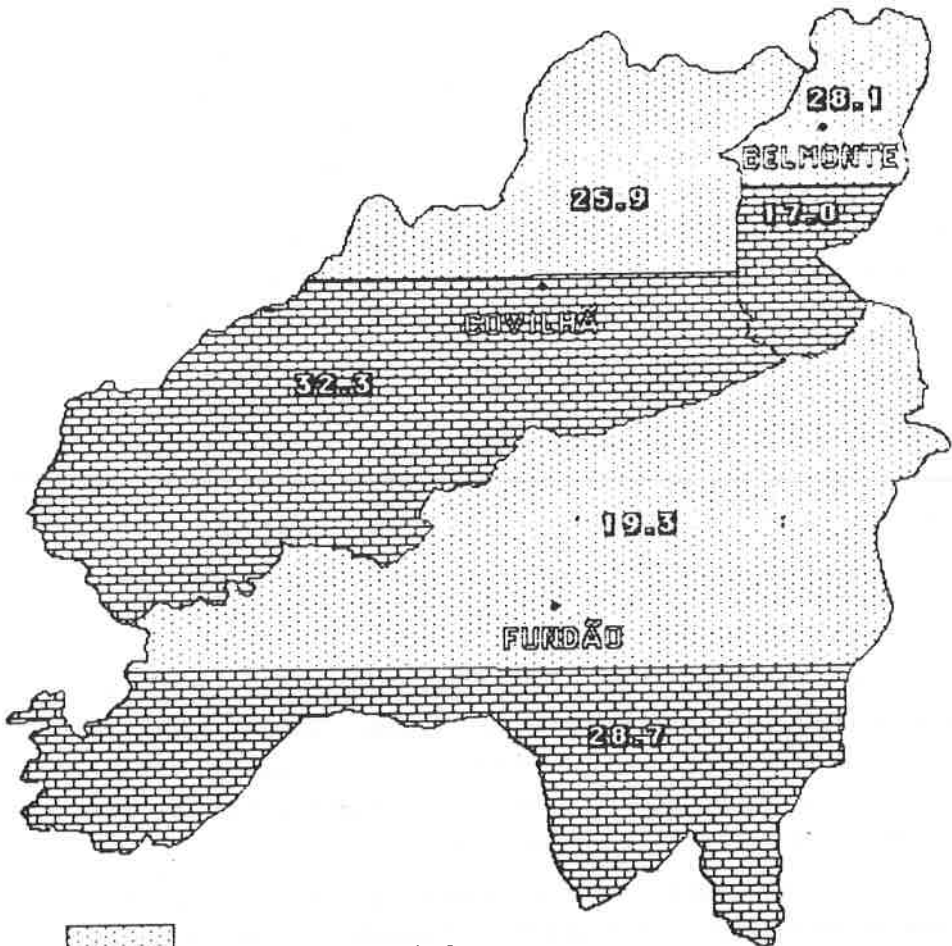 28.1
BELMONTE
25.9
17.0
COVILHÃ
32.3
19.3
FUNDÃO
28.7